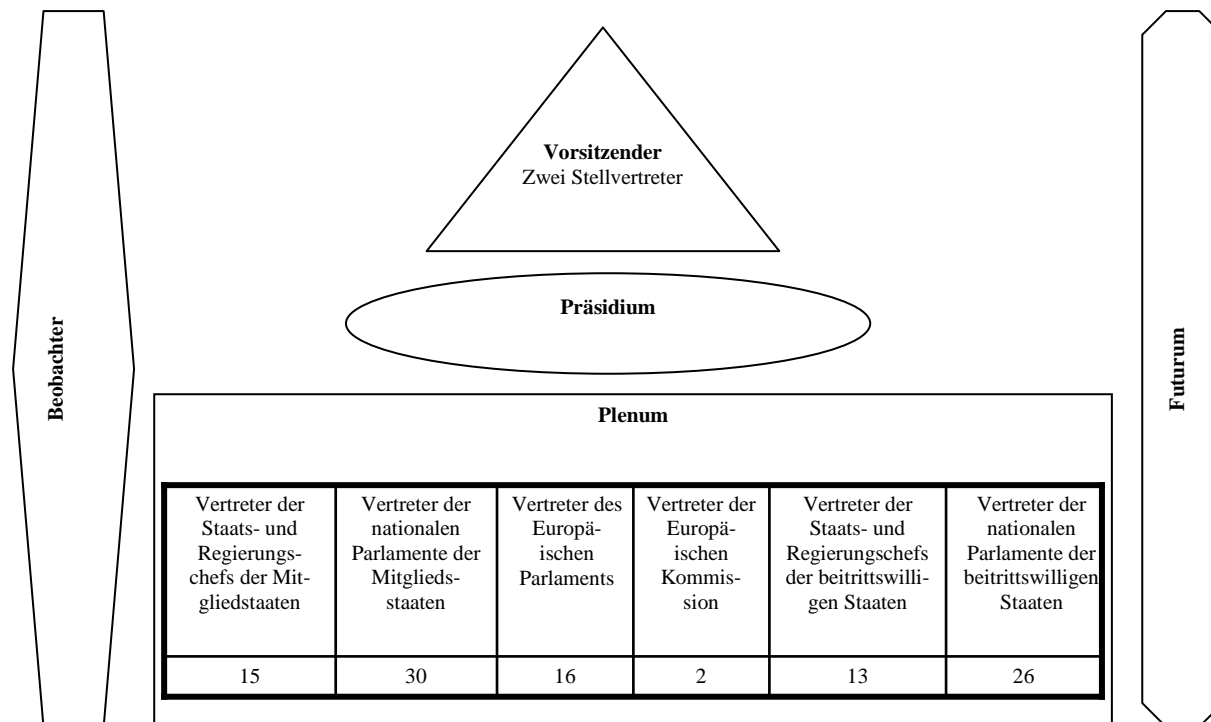 Vorsitzender
Zwei Stellvertreter
Präsidium
Beobachter
Futurum
Plenum
Vertreter der
Staats- und
Regierungs-
chefs der Mit-
gliedstaaten
Vertreter der
nationalen
Parlamente der
Mitglieds-
staaten
Vertreter des
Europä-
ischen
Parlaments
Vertreter der
Europä-
ischen
Kommis-
sion
Vertreter der
Staats- und
Regierungschefs
der beitrittswilli-
gen Staaten
Vertreter der
nationalen
Parlamente der
beitrittswilligen
Staaten
15
30
16
2
13
26